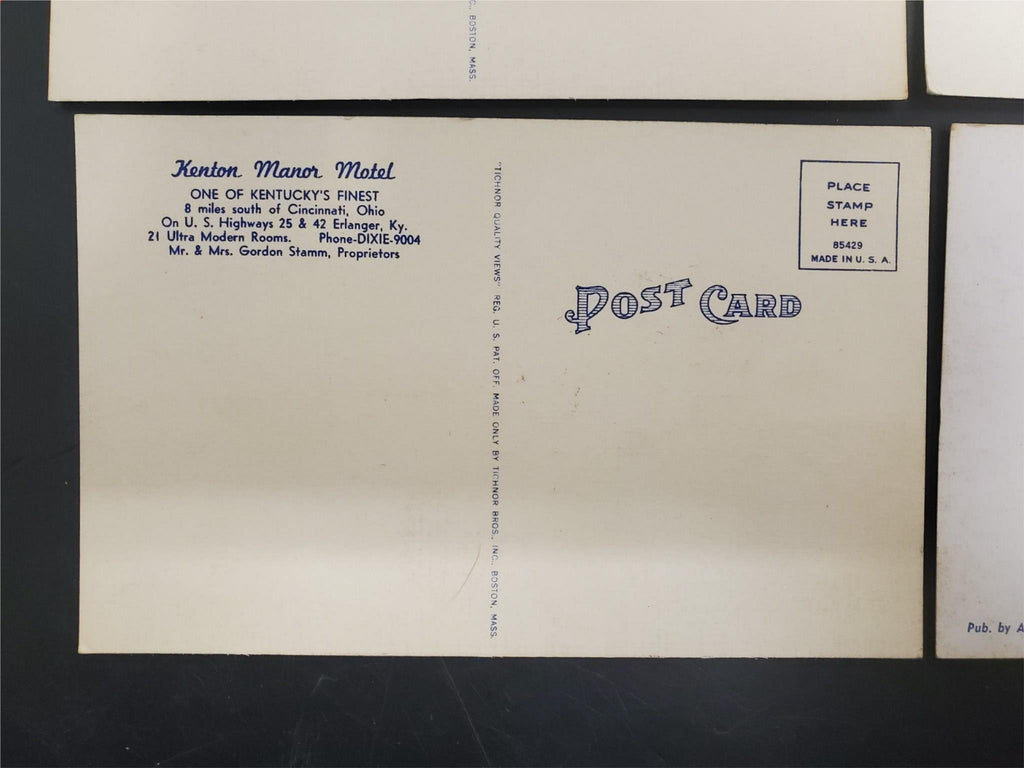 C., BOSTON, MASS.
Kenton Manor Motel
ONE OF KENTUCKY'S FINEST
8 miles south of Cincinnati, Ohio
On U. S. Highways 25 & 42 Erlanger, Ky.
21 Ultra Modern Rooms. Phone-DIXIE-9004
Mr. & Mrs. Gordon Stamm, Proprietors
"TICHNOR QUALITY VIEWS" REG. U. S. PAT. OFF. MADE ONLY BY TICHNOR BROS., INC., BOSTON, MASS.
PLACE
STAMP
HERE
85429
MADE IN U. S. A.
POST CARD
Pub. by A